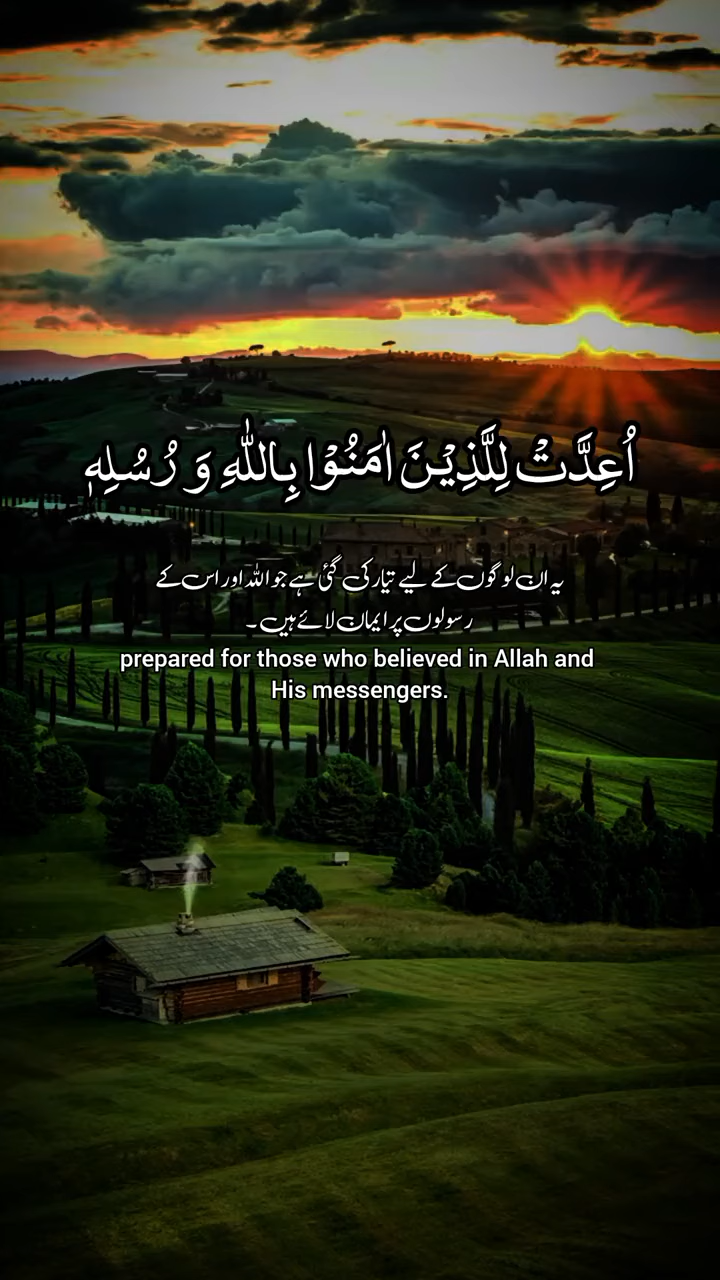 اُعِدَّتْ لِلَّذِيْنَ اٰمَنُوْا بِاللّٰهِ وَ رُسُلِهٖ
یہ ان لوگوں کے لیے تیار کی گئی ہے جو اللہ اور اس کے
رسولوں پر ایمان لائے ہیں۔
prepared for those who believed in Allah and
His messengers.